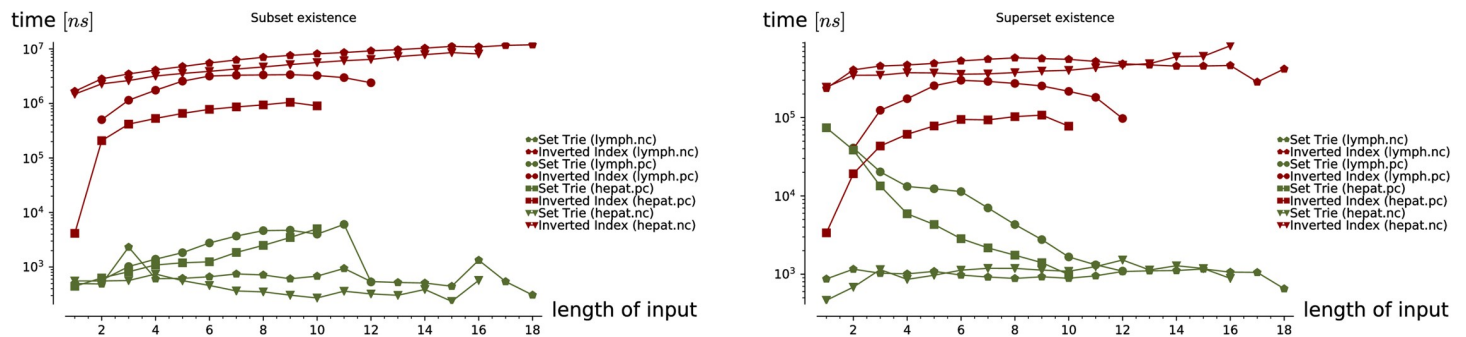 time [ns]
Subset existence
10^7
10^6
10^5
10^4
10^3
2 4 6 8 10 12 14 16 18
length of input
Set Trie (lymph.nc)
Inverted Index (lymph.nc)
Set Trie (lymph.pc)
Inverted Index (lymph.pc)
Set Trie (hepat.pc)
Inverted Index (hepat.pc)
Set Trie (hepat.nc)
Inverted Index (hepat.nc)
time [ns]
Superset existence
10^5
10^4
10^3
2 4 6 8 10 12 14 16 18
length of input
Set Trie (lymph.nc)
Inverted Index (lymph.nc)
Set Trie (lymph.pc)
Inverted Index (lymph.pc)
Set Trie (hepat.pc)
Inverted Index (hepat.pc)
Set Trie (hepat.nc)
Inverted Index (hepat.nc)